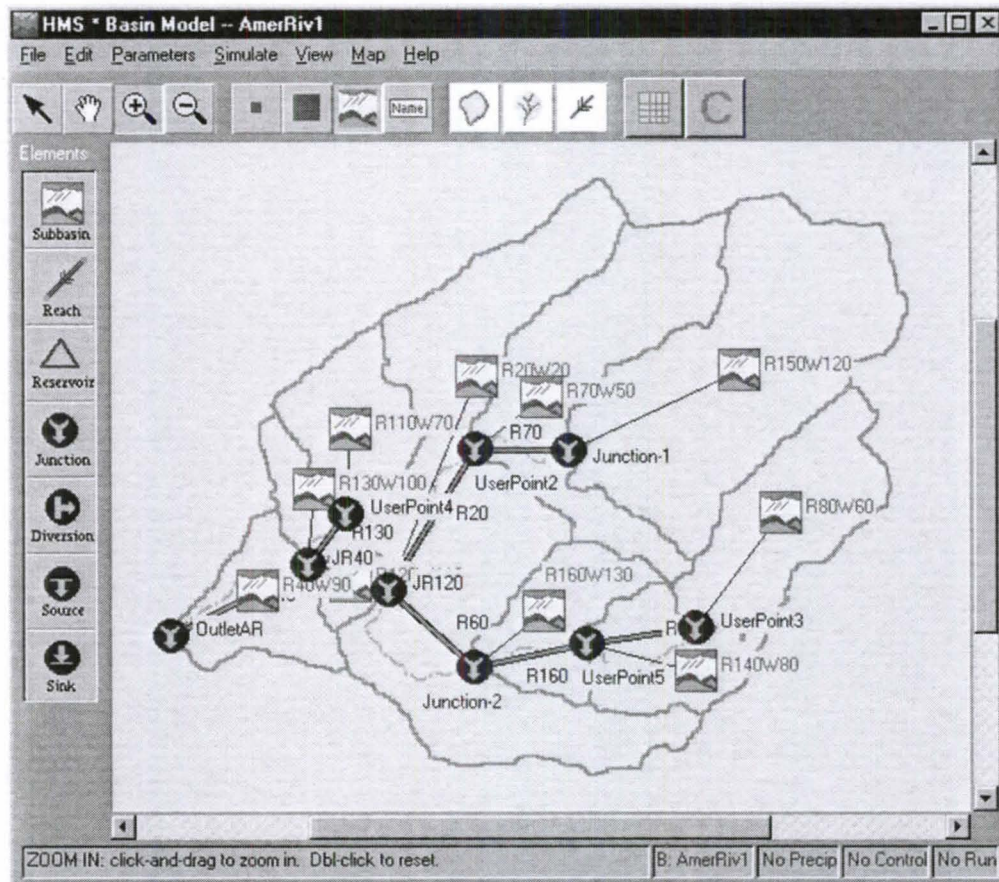 HMS * Basin Model -- AmerRiv1
File Edit Parameters Simulate View Map Help
Name
C
Elements
Subbasin
Reach
Reservoir
Junction
Diversion
Source
Sink
R20W20
R150W120
R70W50
R110W70
R70
Junction-1
UserPoint2
R130W100
UserPoint4
R80W60
R20
R130
JR40
R160W130
R40W90
JR120
R60
OutletAR
UserPoint3
R
R140W80
R160
UserPoint5
Junction-2
ZOOM IN: click-and-drag to zoom in. Dbl-click to reset.
B: AmerRiv1
No Precip
No Control
No Run